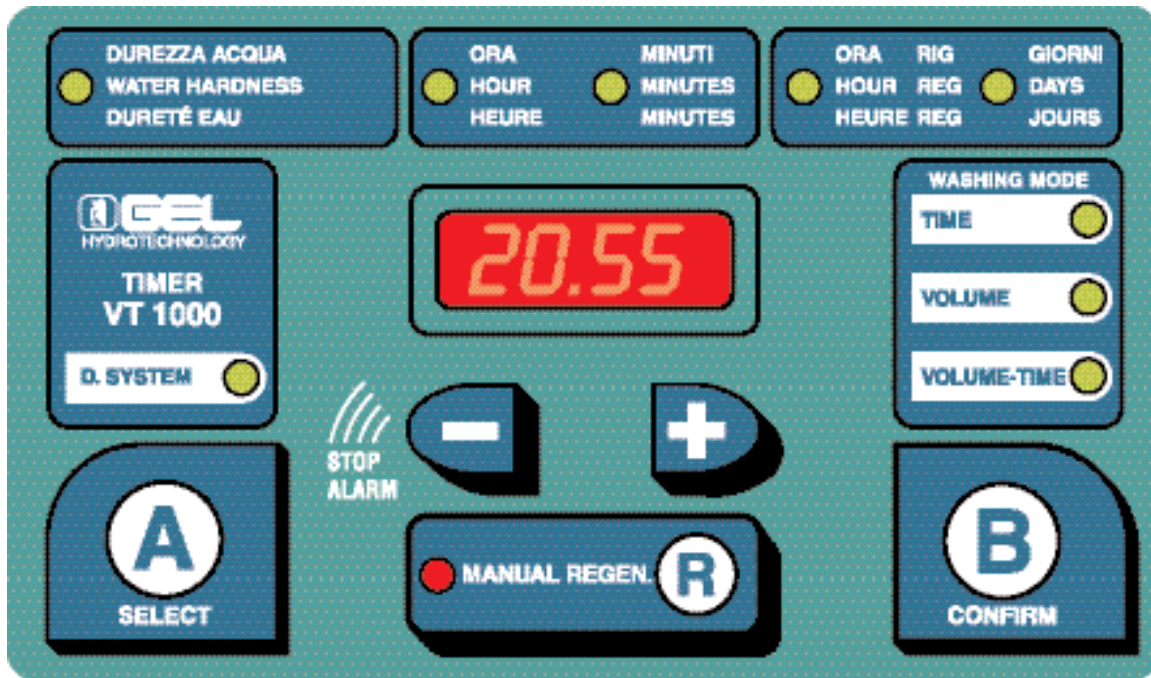 DUREZZA ACQUA
WATER HARDNESS
DURETÉ EAU
ORA
HOUR
HEURE
MINUTI
MINUTES
MINUTES
ORA RIG
HOUR REG
HEURE REG
GIORNI
DAYS
JOURS
GEL
HYDROTECHNOLOGY
TIMER
VT 1000
D. SYSTEM
20.55
WASHING MODE
TIME
VOLUME
VOLUME-TIME
STOP
ALARM
-
+
A
SELECT
MANUAL REGEN. R
B
CONFIRM